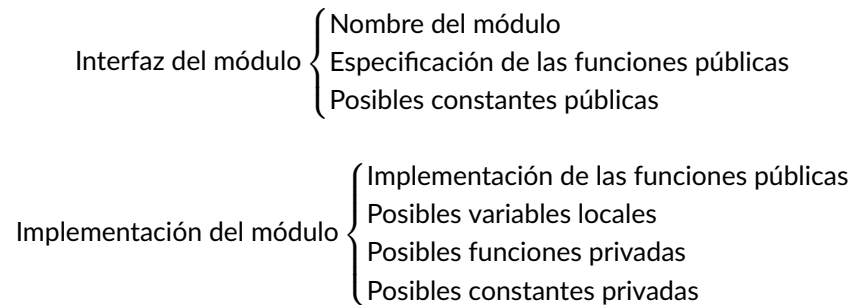 Interfaz del módulo
Nombre del módulo
Especificación de las funciones públicas
Posibles constantes públicas
Implementación del módulo
Implementación de las funciones públicas
Posibles variables locales
Posibles funciones privadas
Posibles constantes privadas